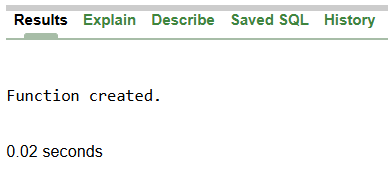 Results Explain Describe Saved SQL History
Function created.
0.02 seconds